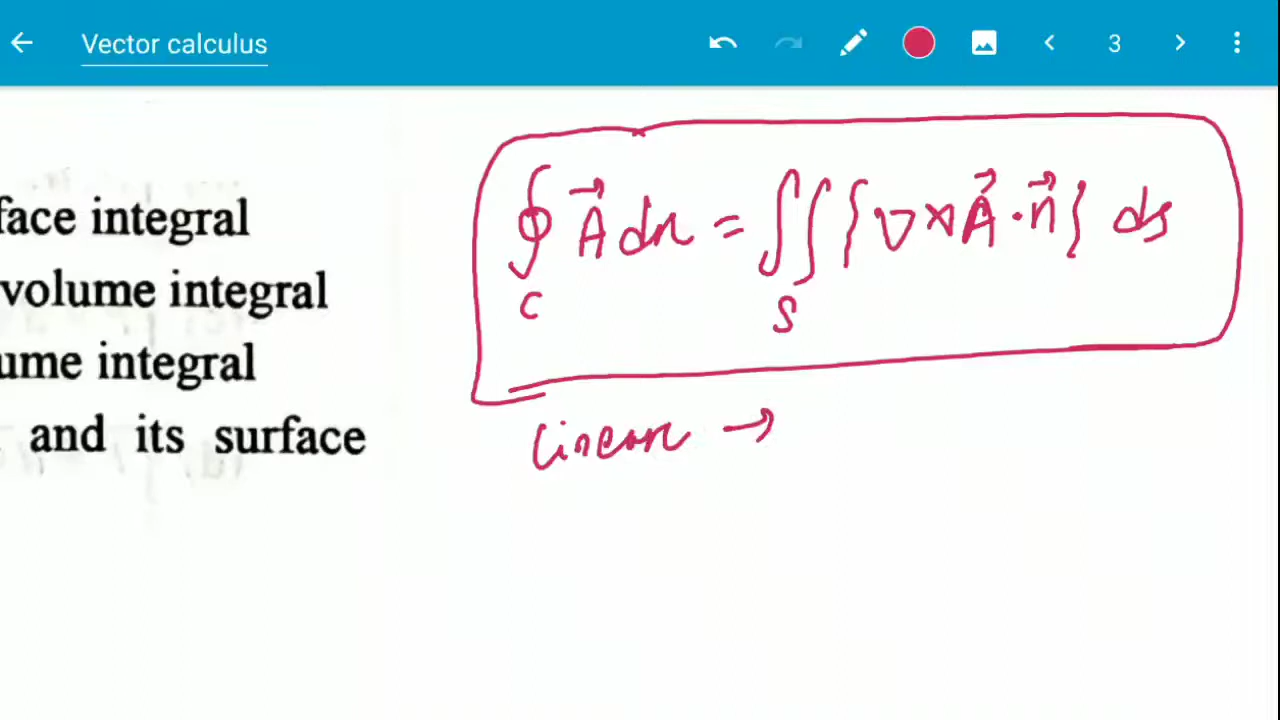 Vector calculus
3
face integral
volume integral
ume integral
and its surface
∮ A⃗ dr = ∬ { ∇ × A⃗ · n⃗ } ds
C S
linear →